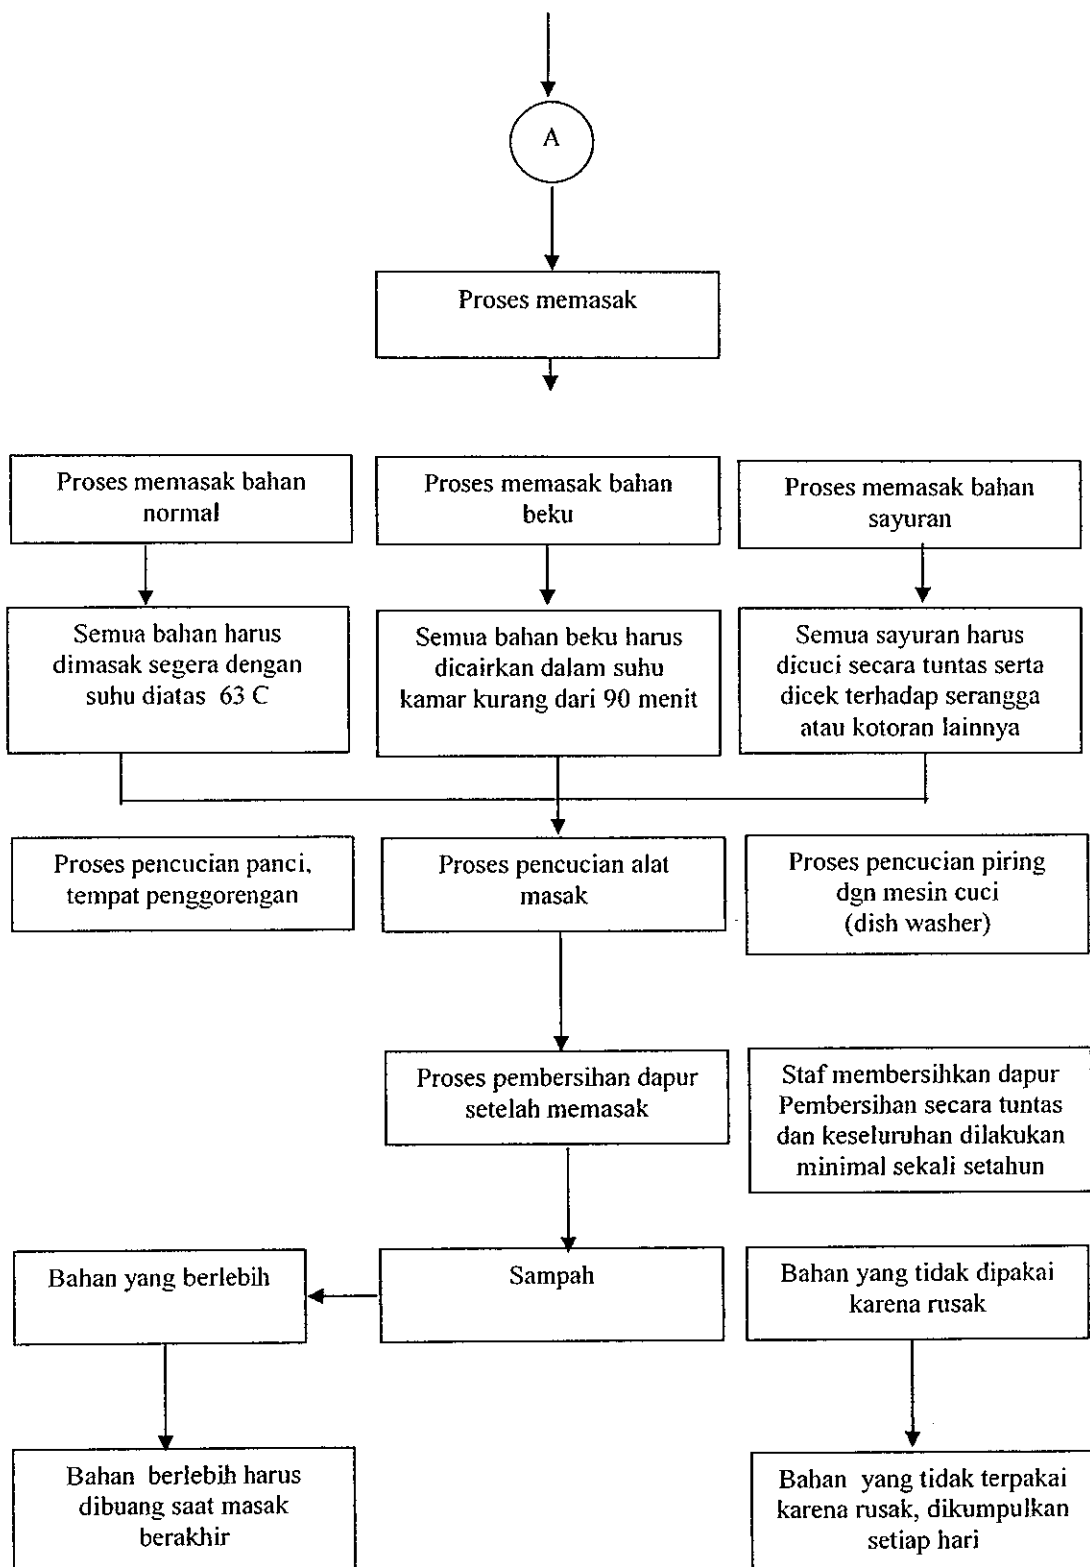 A
Proses memasak
Proses memasak bahan
normal
Proses memasak bahan
beku
Proses memasak bahan
sayuran
Semua bahan harus
dimasak segera dengan
suhu diatas 63 C
Semua bahan beku harus
dicairkan dalam suhu
kamar kurang dari 90 menit
Semua sayuran harus
dicuci secara tuntas serta
dicek terhadap serangga
atau kotoran lainnya
Proses pencucian panci,
tempat penggorengan
Proses pencucian alat
masak
Proses pencucian piring
dgn mesin cuci
(dish washer)
Proses pembersihan dapur
setelah memasak
Staf membersihkan dapur
Pembersihan secara tuntas
dan keseluruhan dilakukan
minimal sekali setahun
Bahan yang berlebih
Sampah
Bahan yang tidak dipakai
karena rusak
Bahan berlebih harus
dibuang saat masak
berakhir
Bahan yang tidak terpakai
karena rusak, dikumpulkan
setiap hari